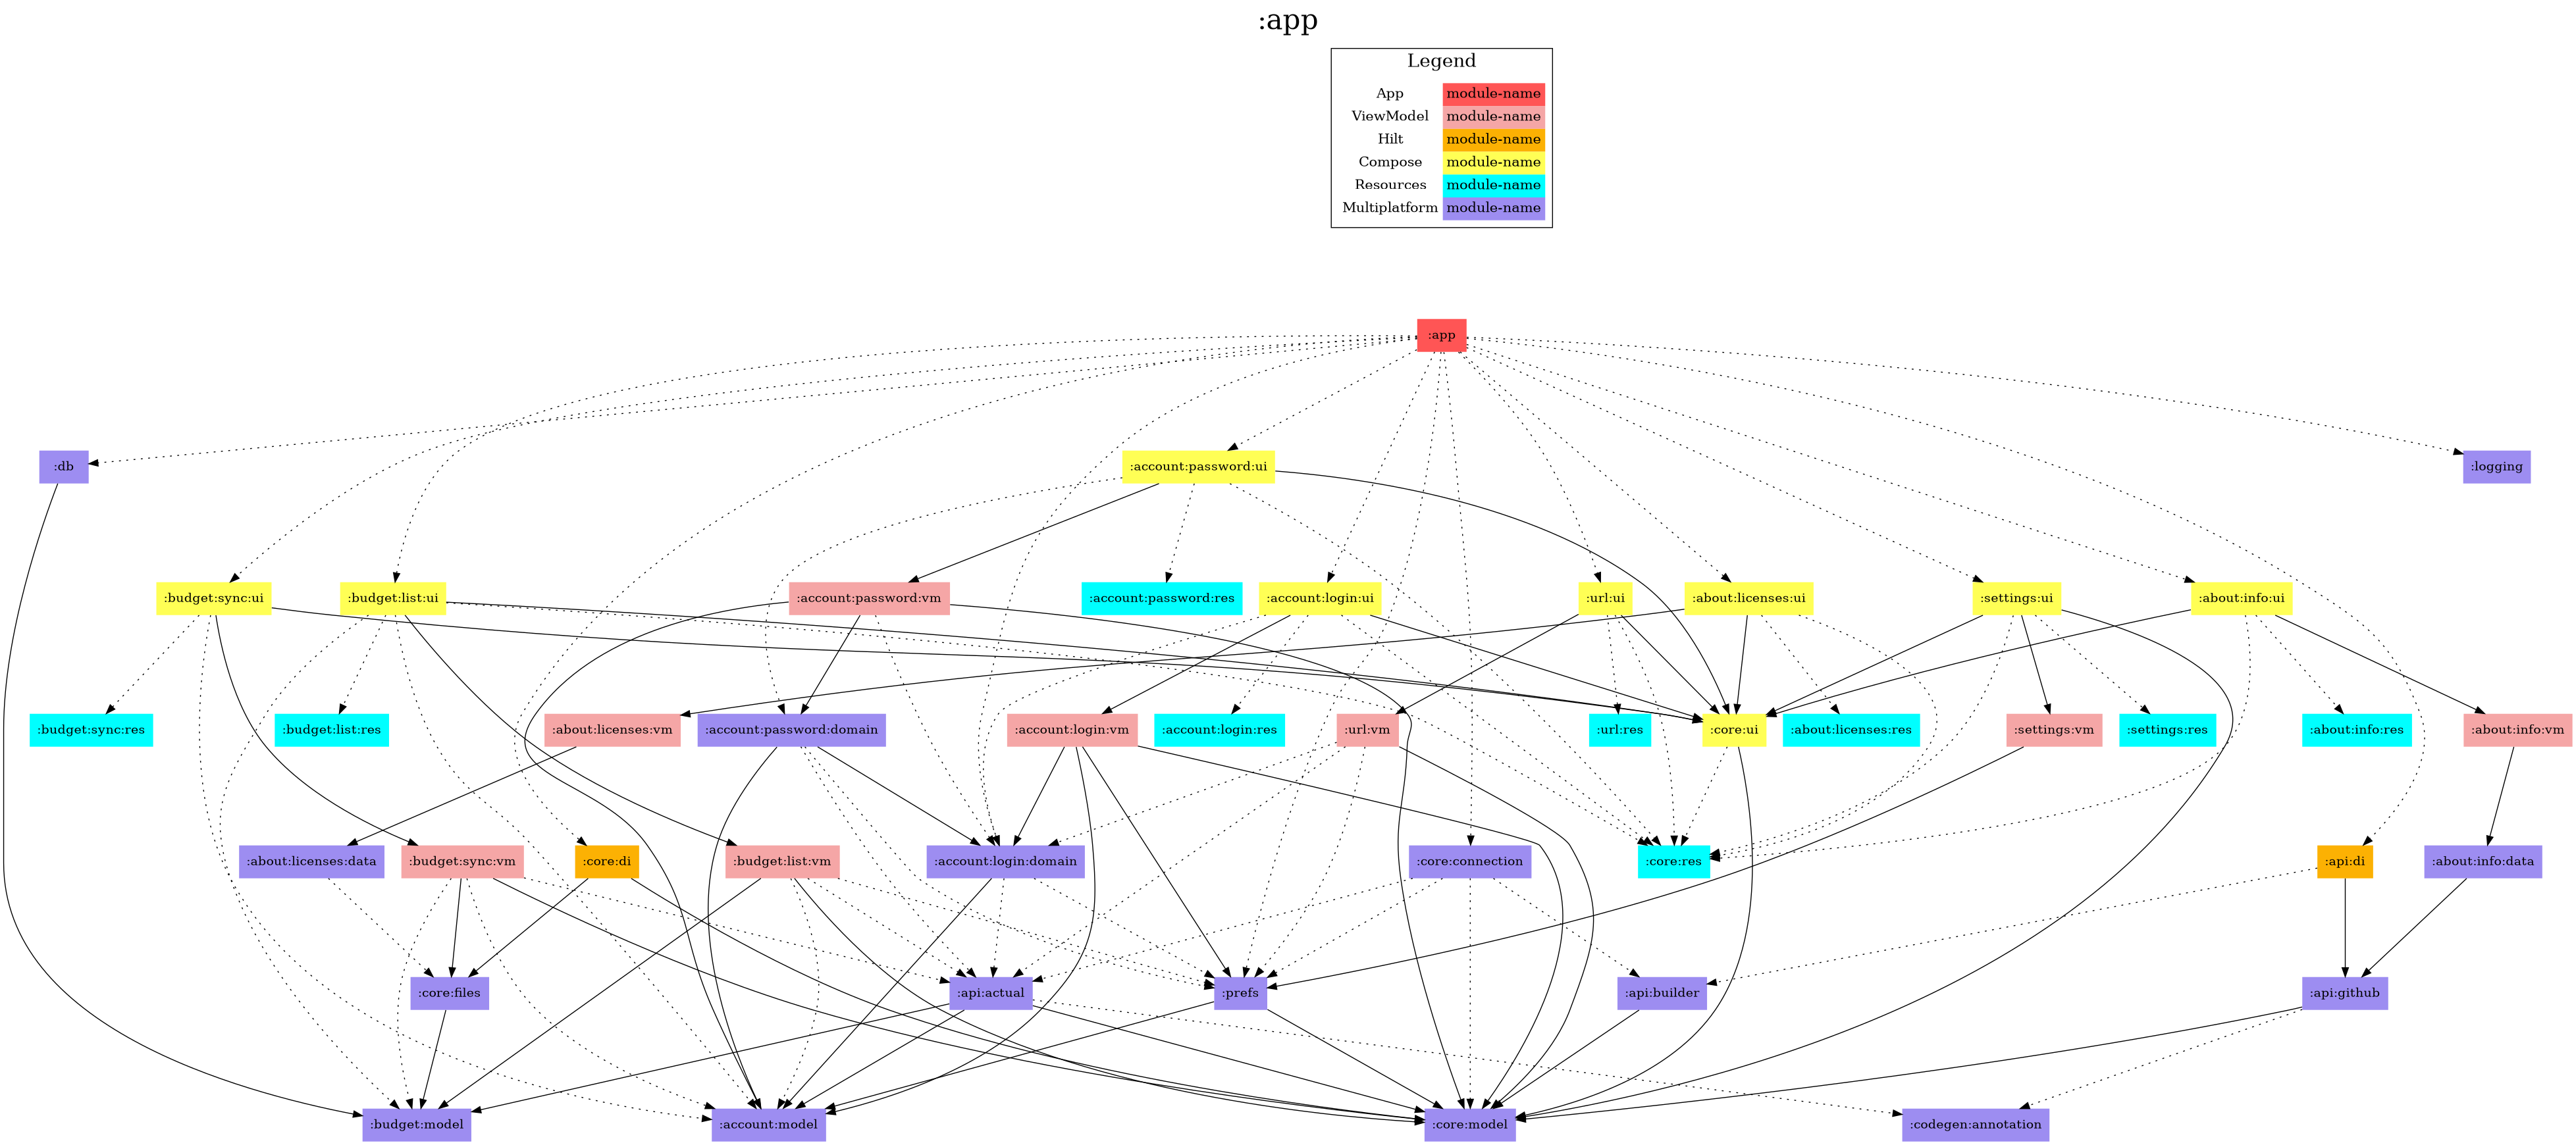 :app
Legend
App module-name
ViewModel module-name
Hilt module-name
Compose module-name
Resources module-name
Multiplatform module-name
:app
:db
:account:password:ui
:logging
:budget:sync:ui
:budget:list:ui
:account:password:vm
:account:password:res
:account:login:ui
:url:ui
:about:licenses:ui
:settings:ui
:about:info:ui
:budget:sync:res
:budget:list:res
:about:licenses:vm
:account:password:domain
:account:login:vm
:account:login:res
:url:vm
:url:res
:core:ui
:about:licenses:res
:settings:vm
:settings:res
:about:info:res
:about:info:vm
:about:licenses:data
:budget:sync:vm
:core:di
:budget:list:vm
:account:login:domain
:core:connection
:core:res
:api:di
:about:info:data
:core:files
:api:actual
:prefs
:api:builder
:api:github
:budget:model
:account:model
:core:model
:codegen:annotation